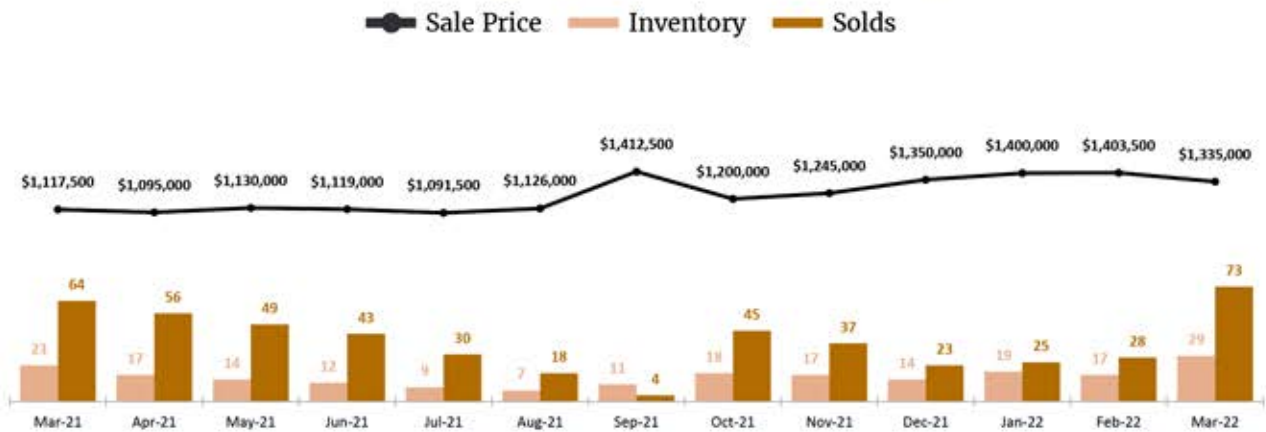 Sale Price Inventory Solds
$1,117,500 $1,095,000 $1,130,000 $1,119,000 $1,091,500 $1,126,000 $1,412,500 $1,200,000 $1,245,000 $1,350,000 $1,400,000 $1,403,500 $1,335,000
23 64 17 56 14 49 12 43 9 30 7 18 11 4 18 45 17 37 14 23 19 25 17 28 29 73
Mar-21 Apr-21 May-21 Jun-21 Jul-21 Aug-21 Sep-21 Oct-21 Nov-21 Dec-21 Jan-22 Feb-22 Mar-22